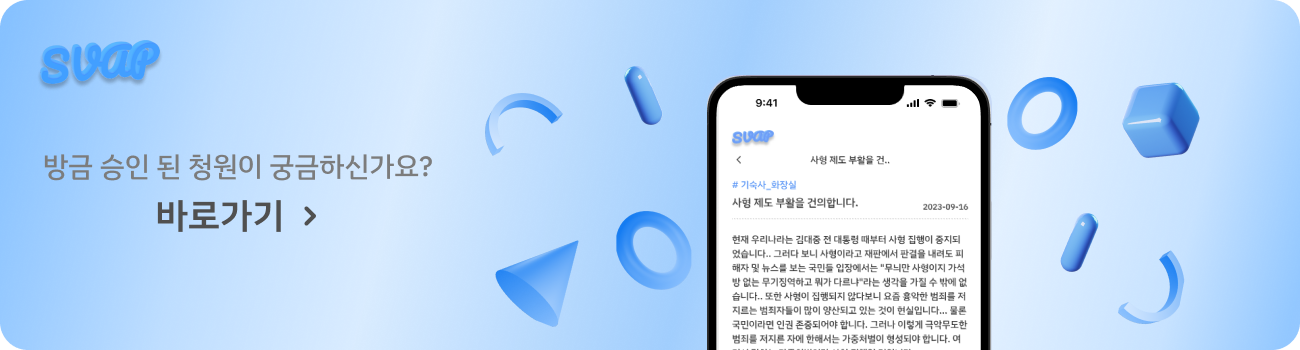 SVAP
방금 승인 된 청원이 궁금하신가요?
바로가기
9:41
SVAP
사형 제도 부활을 건..
# 기숙사_화장실
사형 제도 부활을 건의합니다.
2023-09-16
현재 우리나라는 김대중 전 대통령 때부터 사형 집행이 중지되
었습니다.. 그러다 보니 사형이라고 재판에서 판결을 내려도 피
해자 및 뉴스를 보는 국민들 입장에서는 "무늬만 사형이지 가석
방 없는 무기징역하고 뭐가 다르냐"라는 생각을 가질 수 밖에 없
습니다.. 또한 사형이 집행되지 않다보니 요즘 흉악한 범죄를 저
지르는 범죄자들이 많이 양산되고 있는 것이 현실입니다... 물론
국민이라면 인권 존중되어야 합니다. 그러나 이렇게 극악무도한
범죄를 저지른 자에 한해서는 가중처벌이 형성되야 합니다. 여